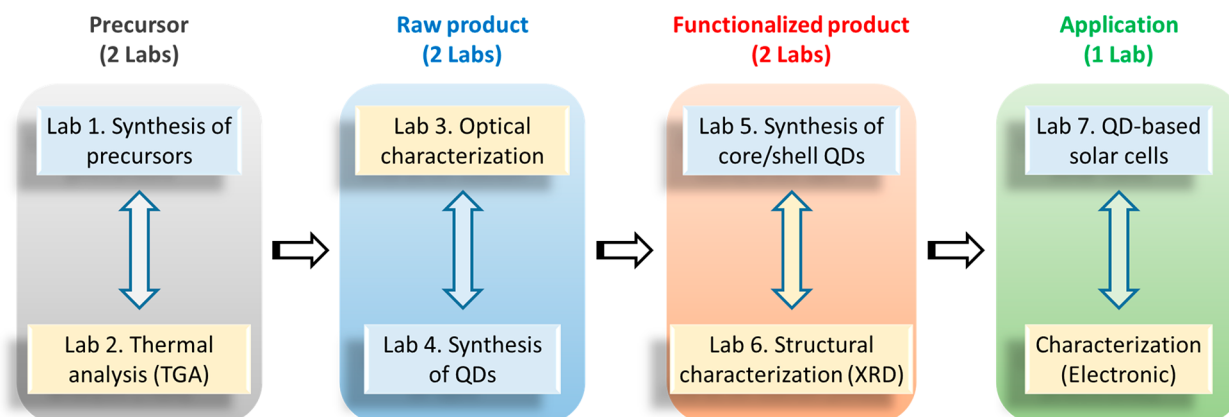 Precursor
(2 Labs)
Raw product
(2 Labs)
Functionalized product
(2 Labs)
Application
(1 Lab)
Lab 1. Synthesis of
precursors
Lab 2. Thermal
analysis (TGA)
Lab 3. Optical
characterization
Lab 4. Synthesis
of QDs
Lab 5. Synthesis of
core/shell QDs
Lab 6. Structural
characterization (XRD)
Lab 7. QD-based
solar cells
Characterization
(Electronic)